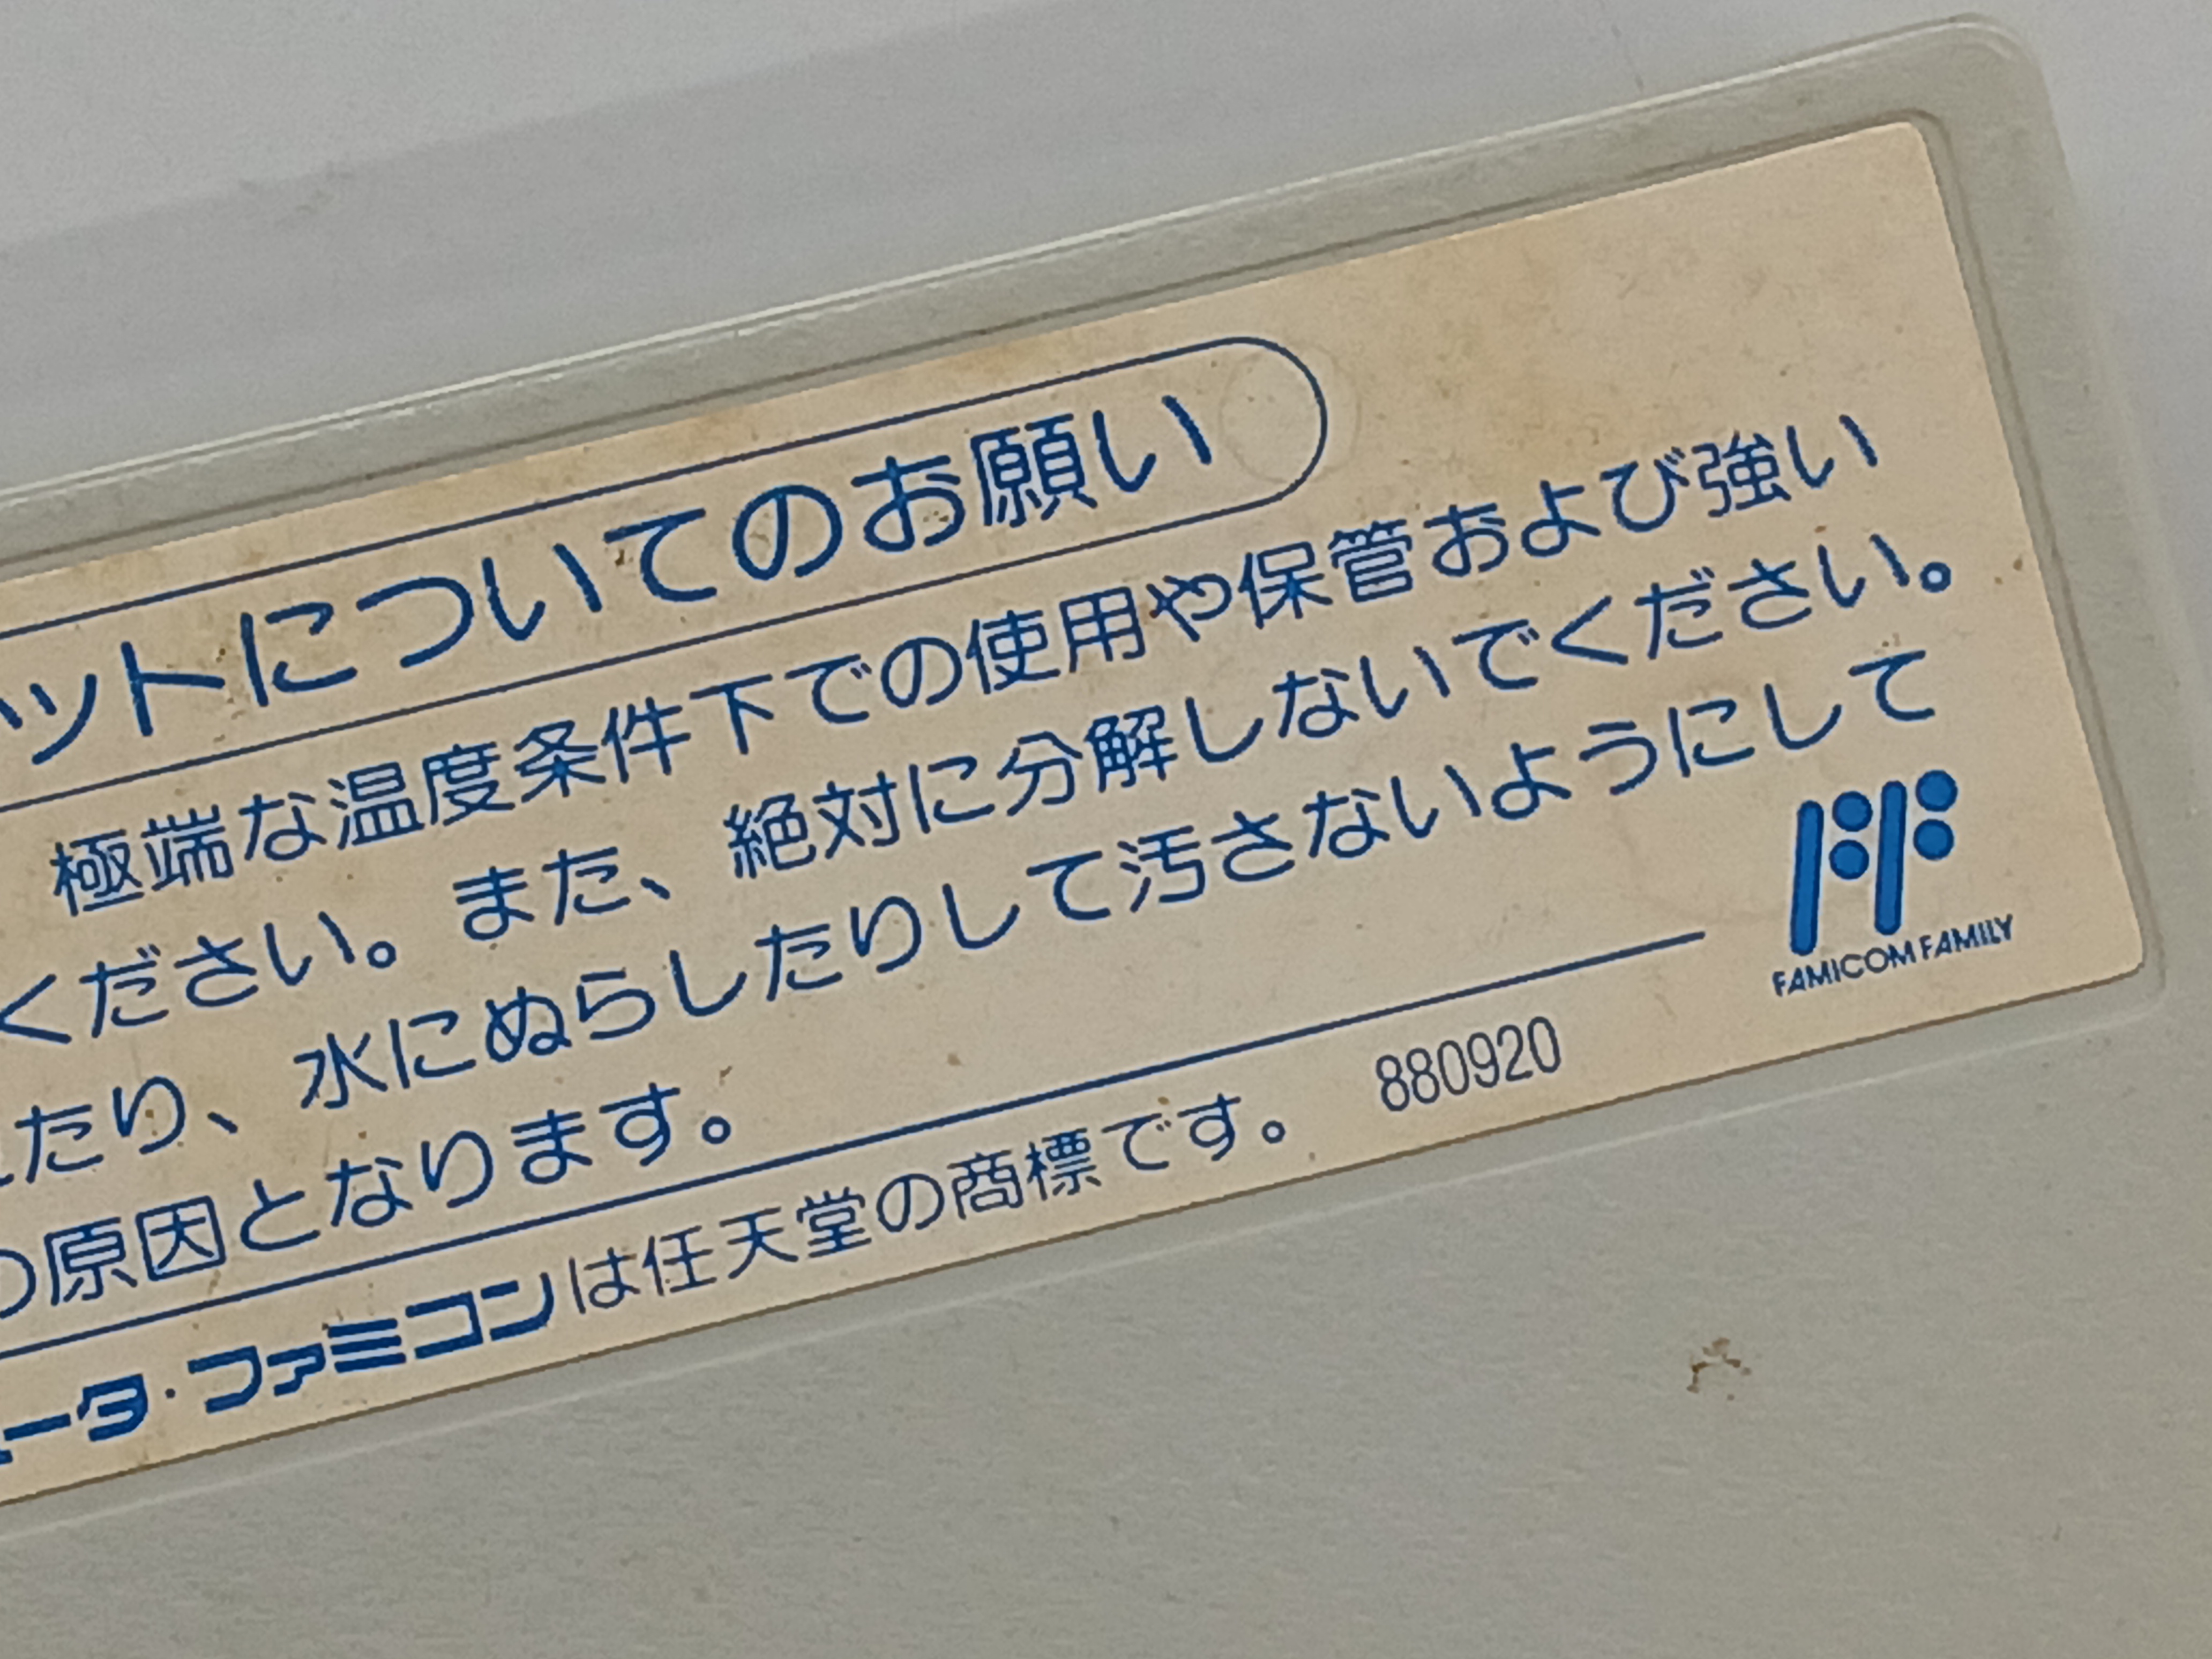 ットについてのお願い
極端な温度条件下での使用や保管および強い
ください。また、絶対に分解しないでください。
たり、水にぬらしたりして汚さないようにして
の原因となります。
ータ・ファミコンは任天堂の商標です。 880920
FAMICOM FAMILY